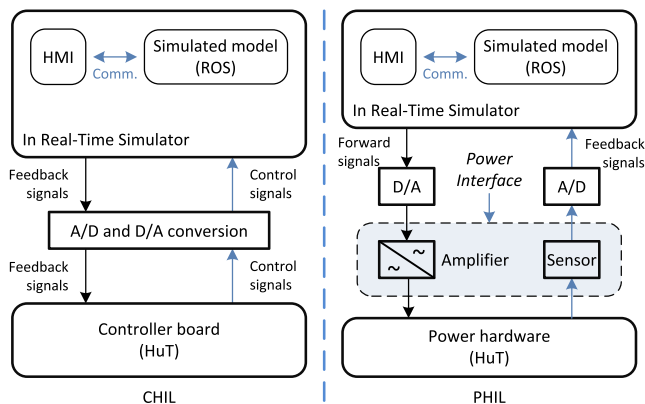 HMI
Comm.
Simulated model
(ROS)
In Real-Time Simulator
Feedback
signals
Control
signals
A/D and D/A conversion
Feedback
signals
Control
signals
Controller board
(HuT)
CHIL
HMI
Comm.
Simulated model
(ROS)
In Real-Time Simulator
Forward
signals
Power
Interface
Feedback
signals
D/A
A/D
~
~
Amplifier
Sensor
Power hardware
(HuT)
PHIL